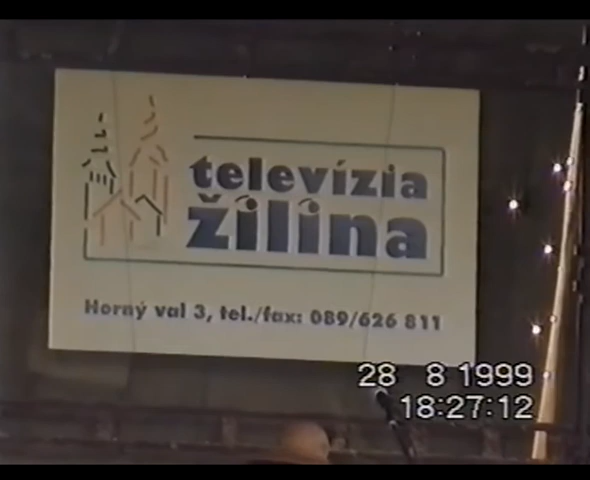 televízia
žilina
Horný val 3, tel./fax: 089/626 811
28 8 1999
18:27:12